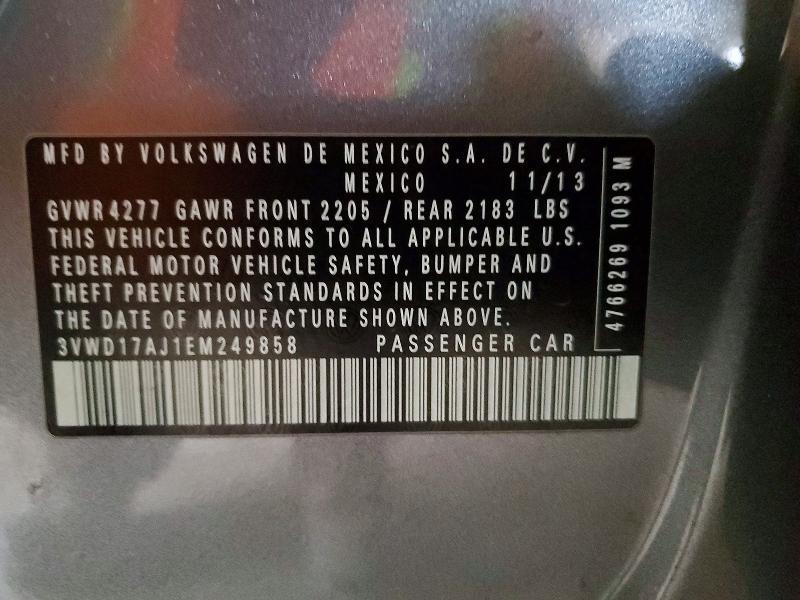 MFD BY VOLKSWAGEN DE MEXICO S.A. DE C.V.
MEXICO 11/13
GVWR 4277 GAWR FRONT 2205 / REAR 2183 LBS
THIS VEHICLE CONFORMS TO ALL APPLICABLE U.S.
FEDERAL MOTOR VEHICLE SAFETY, BUMPER AND
THEFT PREVENTION STANDARDS IN EFFECT ON
THE DATE OF MANUFACTURE SHOWN ABOVE.
3VWD17AJ1EM249858 PASSENGER CAR
4766269 1093 M